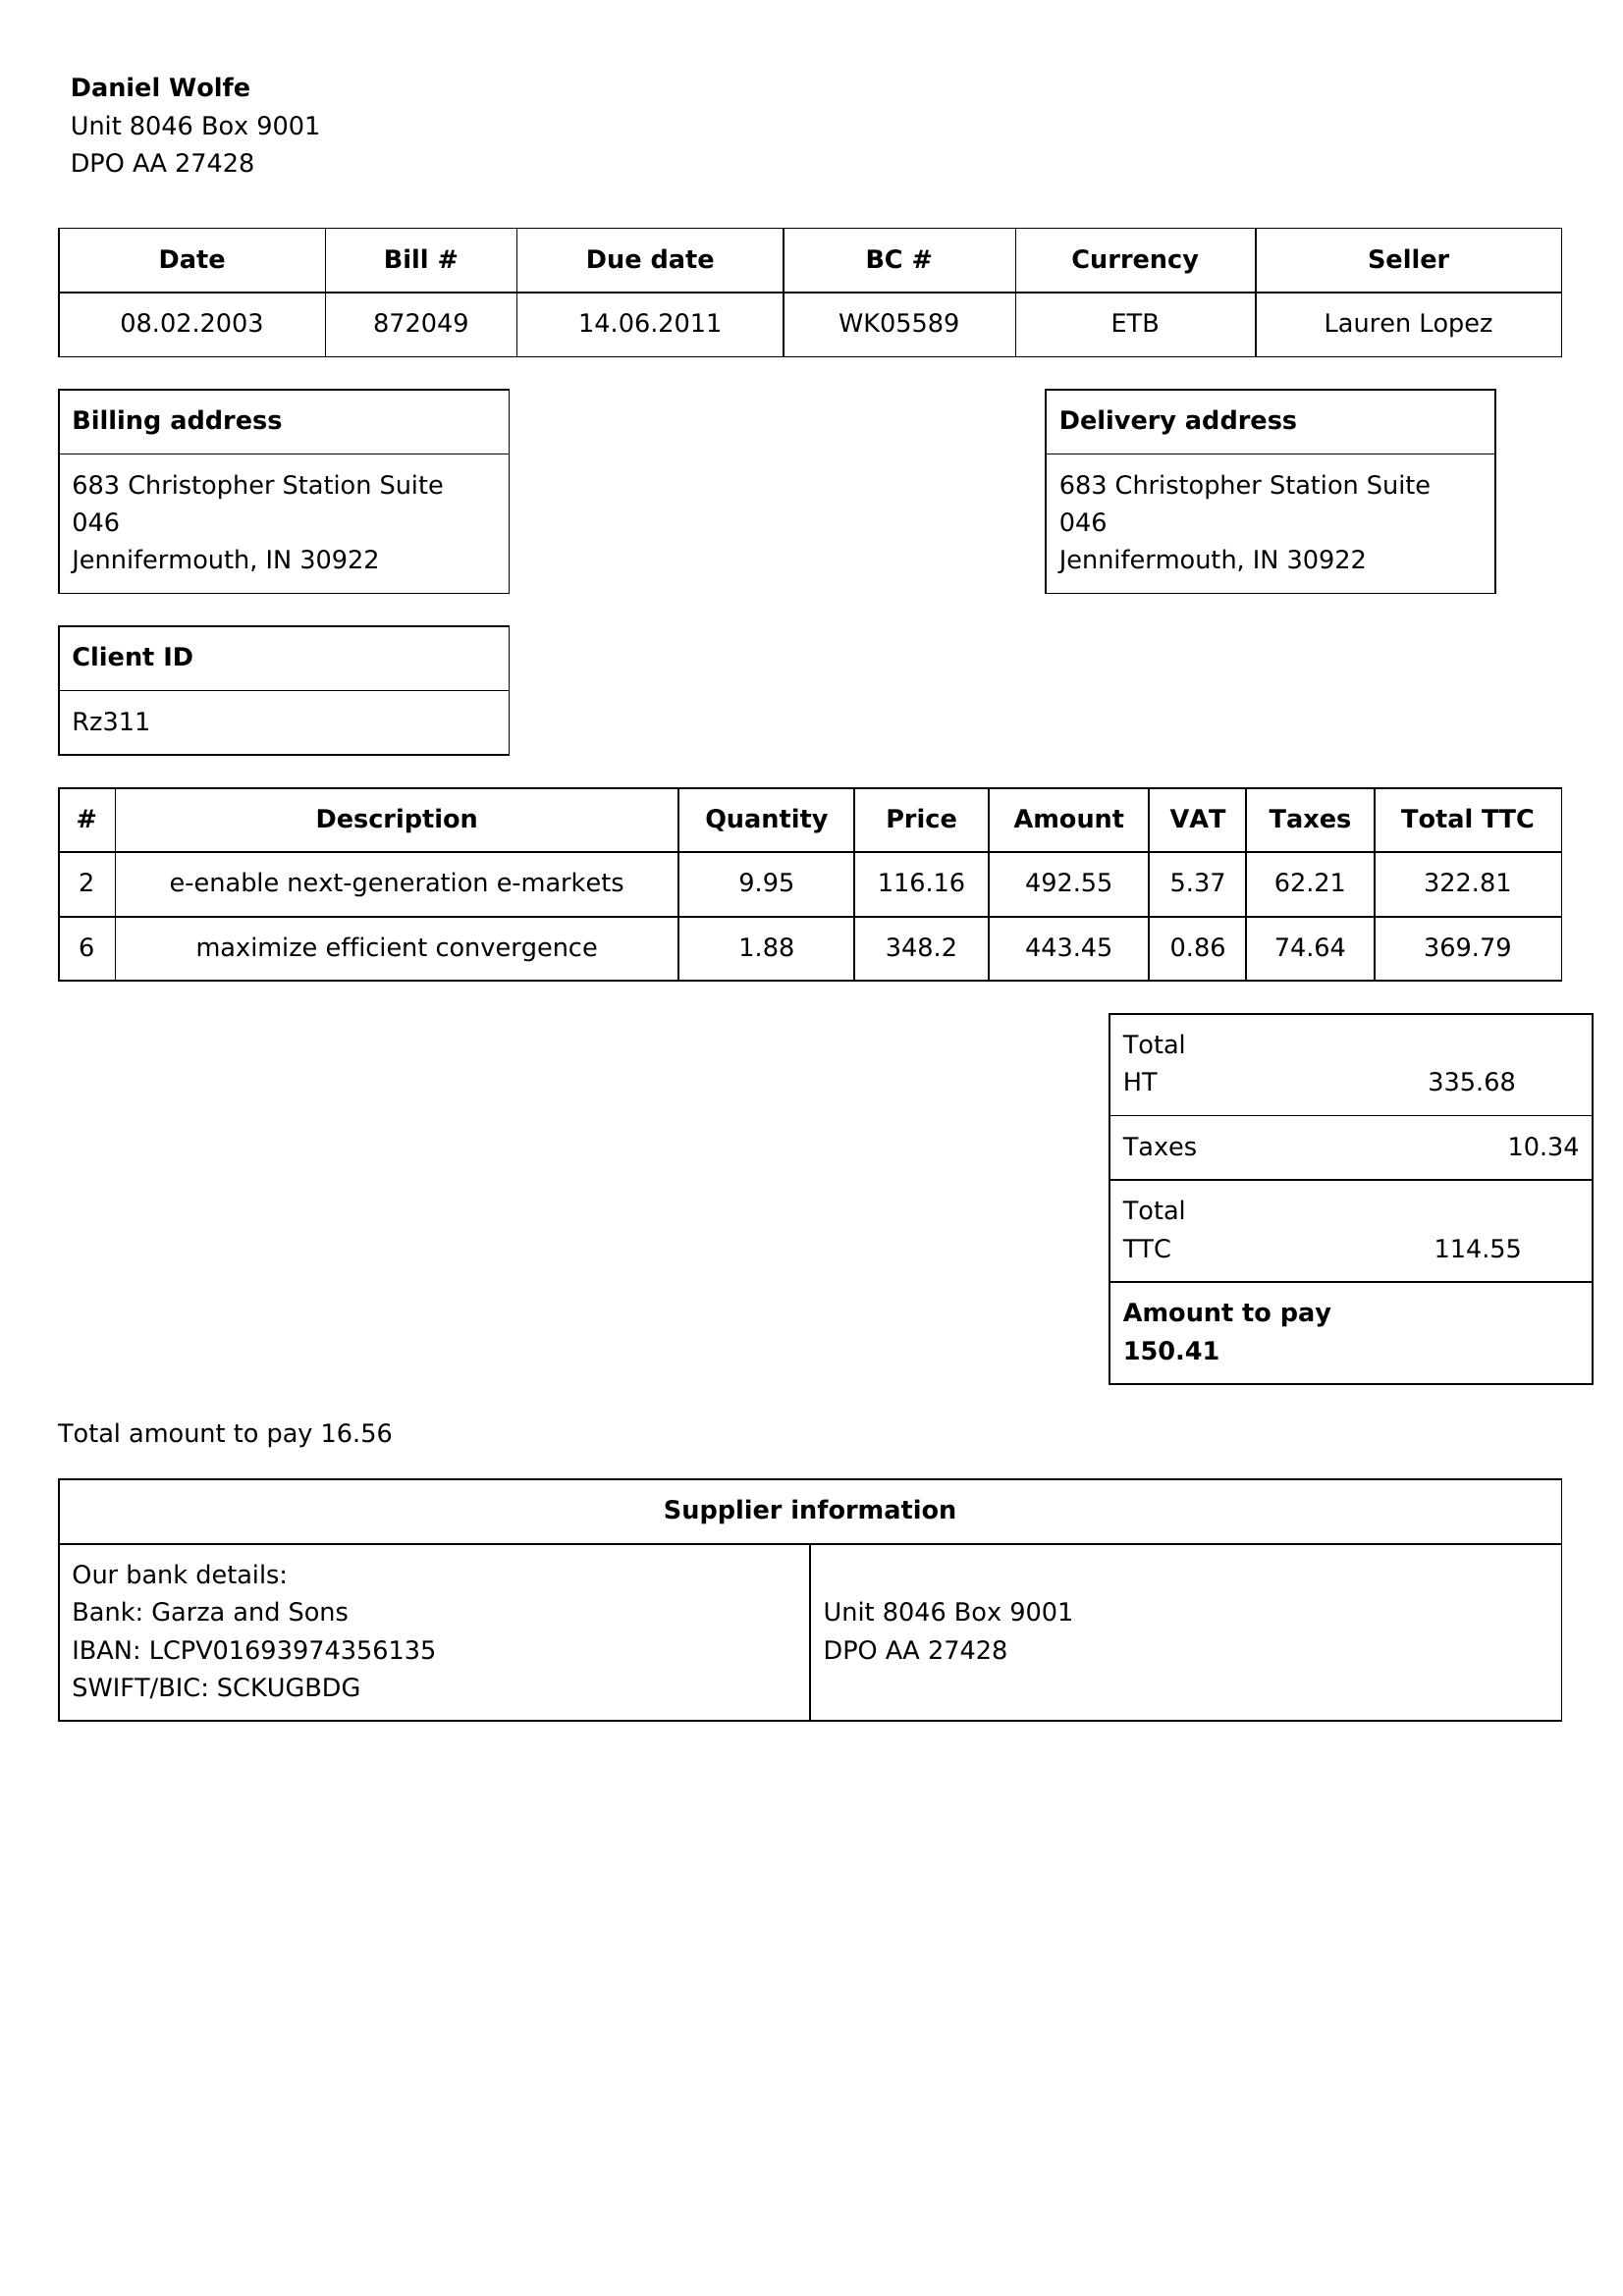 Daniel Wolfe
Unit 8046 Box 9001
DPO AA 27428
Date Bill # Due date BC # Currency Seller
08.02.2003 872049 14.06.2011 WK05589 ETB Lauren Lopez
Billing address
683 Christopher Station Suite
046
Jennifermouth, IN 30922
Delivery address
683 Christopher Station Suite
046
Jennifermouth, IN 30922
Client ID
Rz311
# Description Quantity Price Amount VAT Taxes Total TTC
2 e-enable next-generation e-markets 9.95 116.16 492.55 5.37 62.21 322.81
6 maximize efficient convergence 1.88 348.2 443.45 0.86 74.64 369.79
Total
HT 335.68
Taxes 10.34
Total
TTC 114.55
Amount to pay
150.41
Total amount to pay 16.56
Supplier information
Our bank details:
Bank: Garza and Sons
IBAN: LCPV01693974356135
SWIFT/BIC: SCKUGBDG
Unit 8046 Box 9001
DPO AA 27428